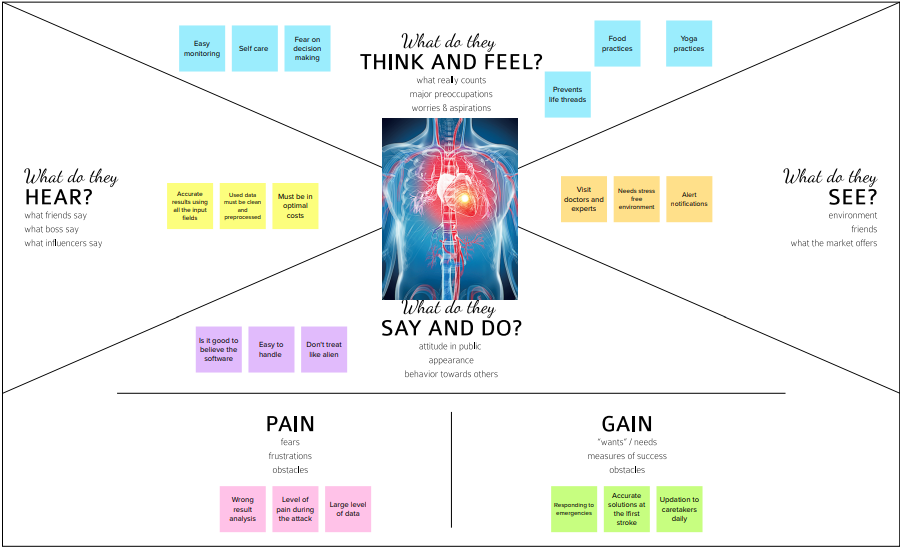 What do they
THINK AND FEEL?
what really counts
major preoccupations
worries & aspirations
Easy
monitoring
Self care
Fear on
decision
making
Food
practices
Yoga
practices
Prevents
life threads
What do they
HEAR?
what friends say
what boss say
what influencers say
Accurate
results using
all the input
fields
Used data
must be clean
and
preprocessed
Must be in
optimal
costs
Visit
doctors and
experts
Needs stress
free
environment
Alert
notifications
What do they
SEE?
environment
friends
what the market offers
What do they
SAY AND DO?
attitude in public
appearance
behavior towards others
Is it good to
believe the
software
Easy to
handle
Don't treat
like alien
PAIN
fears
frustrations
obstacles
Wrong
result
analysis
Level of
pain during
the attack
Large level
of data
GAIN
"wants" / needs
measures of success
obstacles
Responding to
emergencies
Accurate
solutions at
the lfirst
stroke
Updation to
caretakers
daily